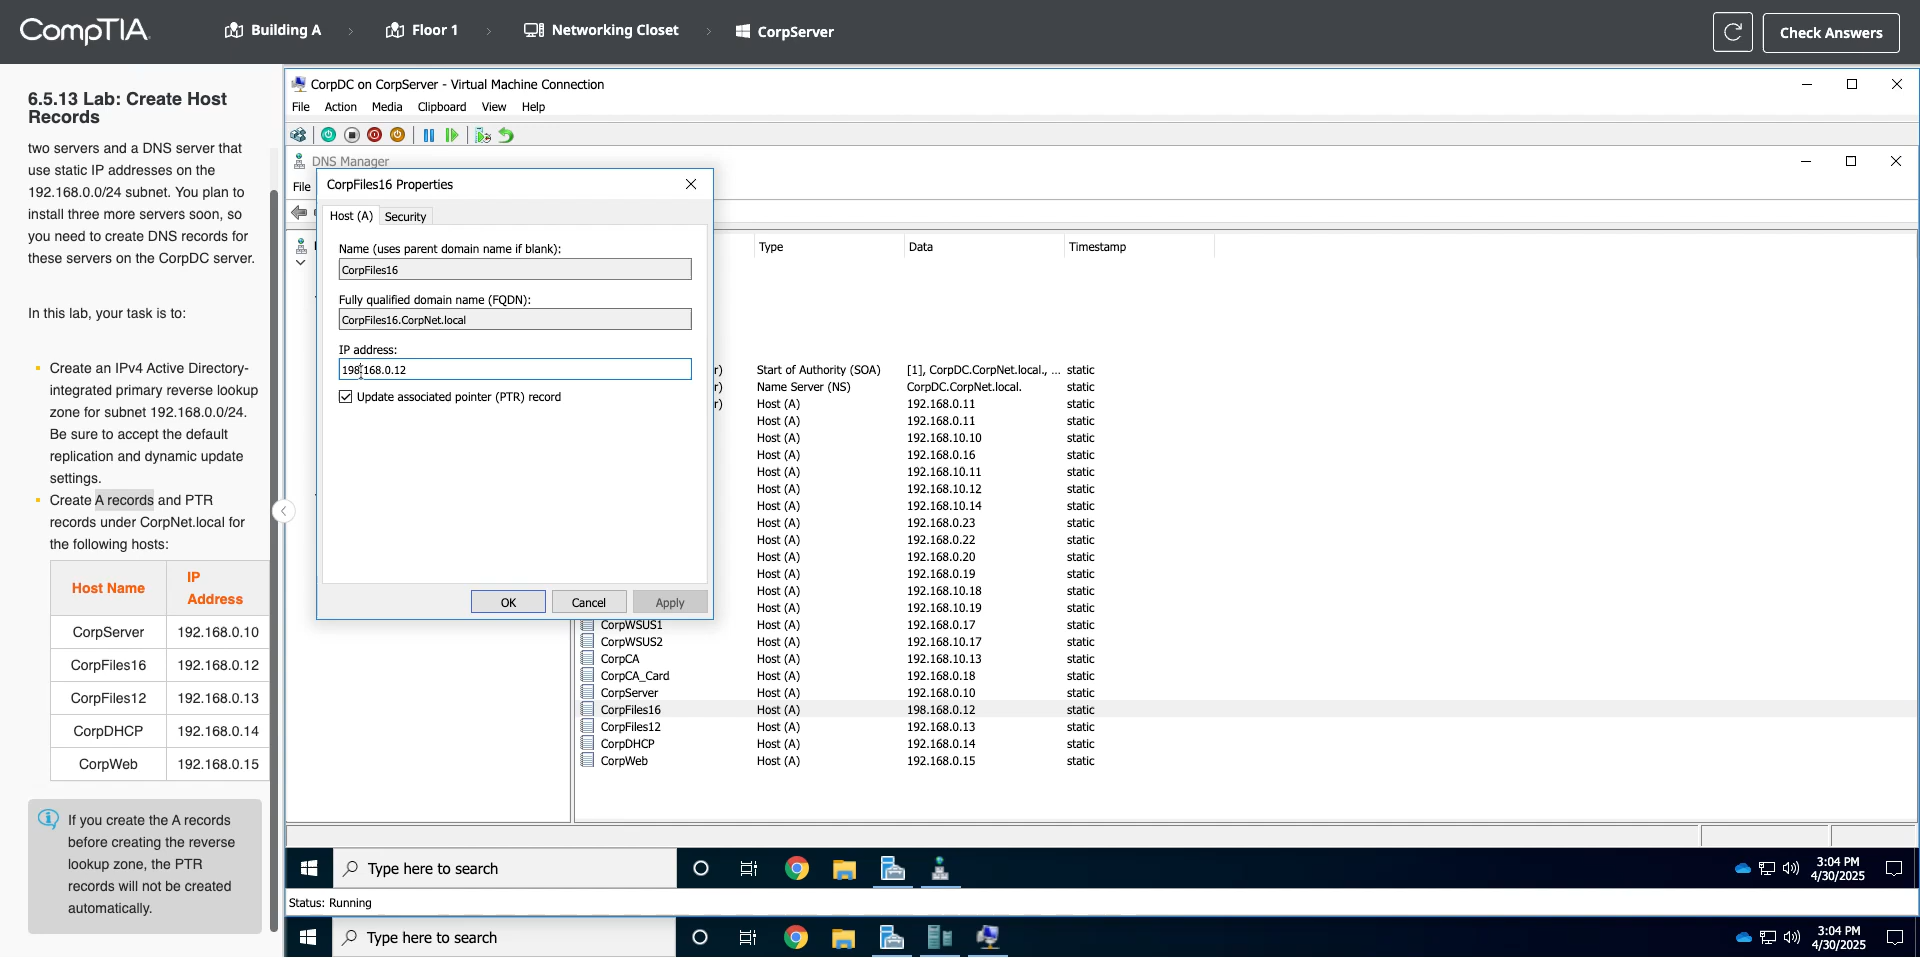 CompTIA.
Building A
Floor 1
Networking Closet
CorpServer
Check Answers
6.5.13 Lab: Create Host
Records
two servers and a DNS server that
use static IP addresses on the
192.168.0.0/24 subnet. You plan to
install three more servers soon, so
you need to create DNS records for
these servers on the CorpDC server.
In this lab, your task is to:
Create an IPv4 Active Directory-
integrated primary reverse lookup
zone for subnet 192.168.0.0/24.
Be sure to accept the default
replication and dynamic update
settings.
Create A records and PTR
records under CorpNet.local for
the following hosts:
Host Name IP Address
CorpServer 192.168.0.10
CorpFiles16 192.168.0.12
CorpFiles12 192.168.0.13
CorpDHCP 192.168.0.14
CorpWeb 192.168.0.15
If you create the A records
before creating the reverse
lookup zone, the PTR
records will not be created
automatically.
CorpDC on CorpServer - Virtual Machine Connection
File Action Media Clipboard View Help
DNS Manager
File
CorpFiles16 Properties
Host (A) Security
Name (uses parent domain name if blank):
CorpFiles16
Fully qualified domain name (FQDN):
CorpFiles16.CorpNet.local
IP address:
198.168.0.12
Update associated pointer (PTR) record
OK Cancel Apply
Type Data Timestamp
r) Start of Authority (SOA) [1], CorpDC.CorpNet.local., ... static
r) Name Server (NS) CorpDC.CorpNet.local. static
r) Host (A) 192.168.0.11 static
Host (A) 192.168.0.11 static
Host (A) 192.168.10.10 static
Host (A) 192.168.0.16 static
Host (A) 192.168.10.11 static
Host (A) 192.168.10.12 static
Host (A) 192.168.10.14 static
Host (A) 192.168.0.23 static
Host (A) 192.168.0.22 static
Host (A) 192.168.0.20 static
Host (A) 192.168.0.19 static
Host (A) 192.168.10.18 static
Host (A) 192.168.10.19 static
CorpWSUS1 Host (A) 192.168.0.17 static
CorpWSUS2 Host (A) 192.168.10.17 static
CorpCA Host (A) 192.168.10.13 static
CorpCA_Card Host (A) 192.168.0.18 static
CorpServer Host (A) 192.168.0.10 static
CorpFiles16 Host (A) 198.168.0.12 static
CorpFiles12 Host (A) 192.168.0.13 static
CorpDHCP Host (A) 192.168.0.14 static
CorpWeb Host (A) 192.168.0.15 static
Type here to search
3:04 PM
4/30/2025
Status: Running
Type here to search
3:04 PM
4/30/2025